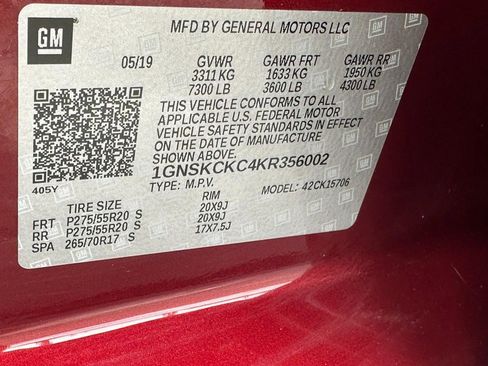 GM
MFD BY GENERAL MOTORS LLC
05/19 GVWR GAWR FRT GAWR RR
3311 KG 1633 KG 1950 KG
7300 LB 3600 LB 4300 LB
THIS VEHICLE CONFORMS TO ALL
APPLICABLE U.S. FEDERAL MOTOR
VEHICLE SAFETY STANDARDS IN EFFECT
ON THE DATE OF MANUFACTURE
SHOWN ABOVE.
1GNSKCKC4KR356002
405Y TYPE: M.P.V. MODEL: 42CK15706
TIRE SIZE RIM
FRT P275/55R20 S 20X9J
RR P275/55R20 S 20X9J
SPA 265/70R17 S 17X7.5J